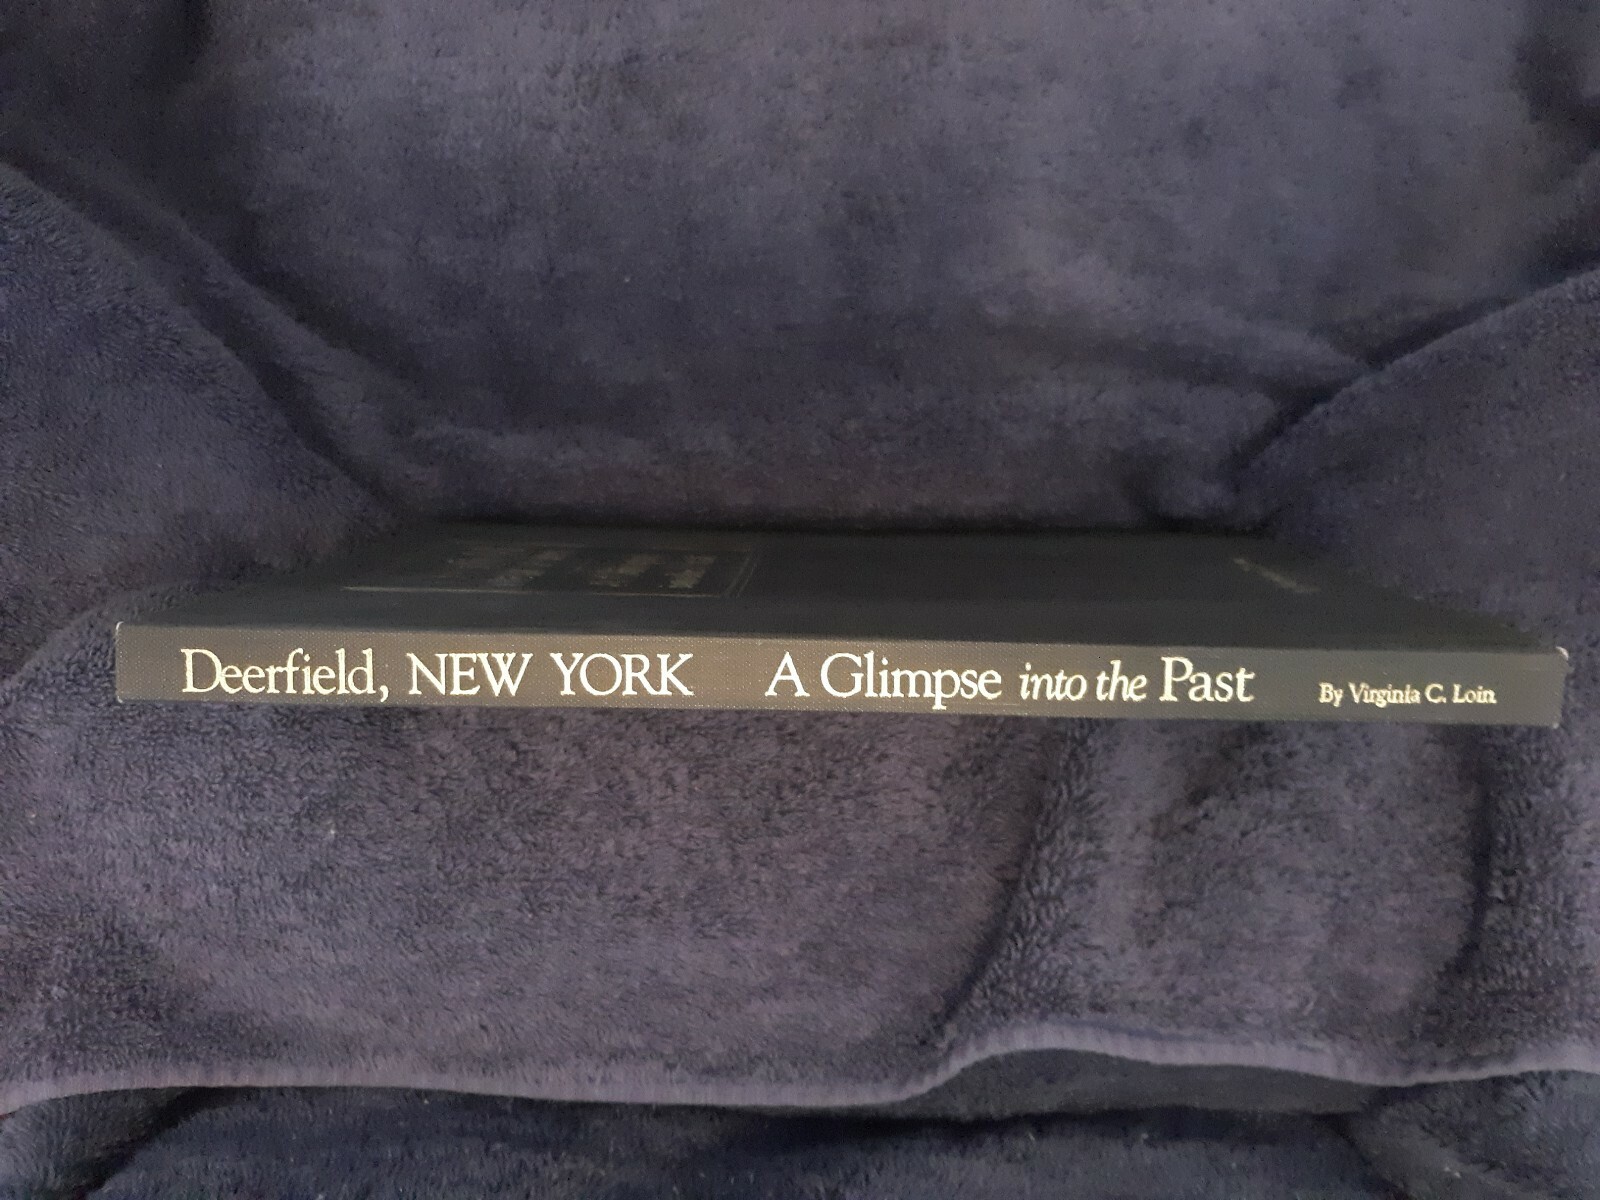 Deerfield, NEW YORK A Glimpse into the Past By Virginia C. Loin